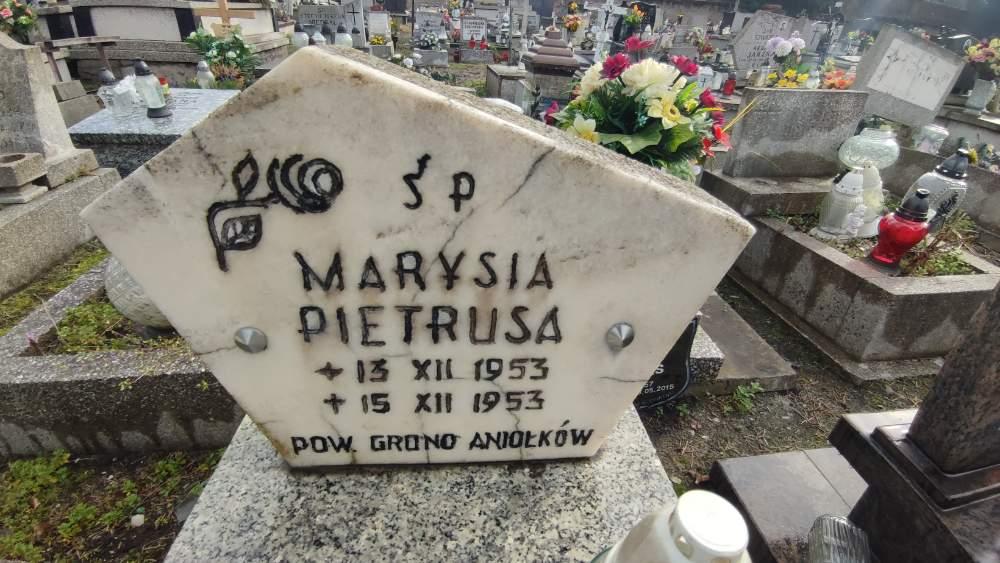 Ś P
MARYSIA
PIETRUSA
+ 13 XII 1953
+ 15 XII 1953
POW. GRONO ANIOŁKÓW